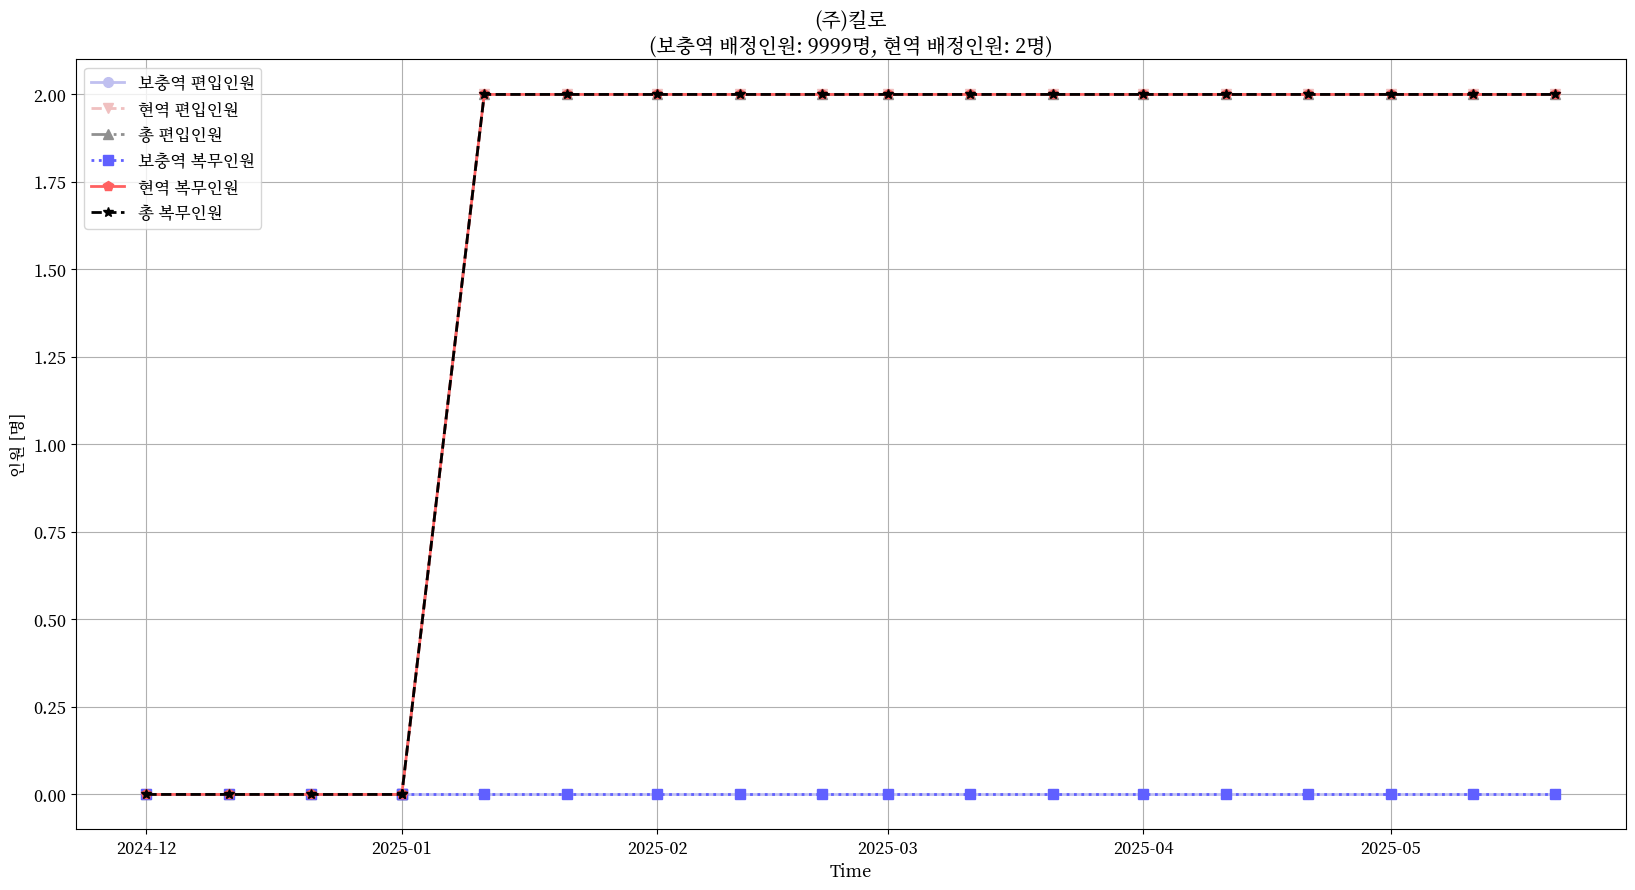 (주)킬로
(보충역 배정인원: 9999명, 현역 배정인원: 2명)
보충역 편입인원
현역 편입인원
총 편입인원
보충역 복무인원
현역 복무인원
총 복무인원
2.00
1.75
1.50
1.25
1.00
0.75
0.50
0.25
0.00
인원 [명]
2024-12 2025-01 2025-02 2025-03 2025-04 2025-05
Time